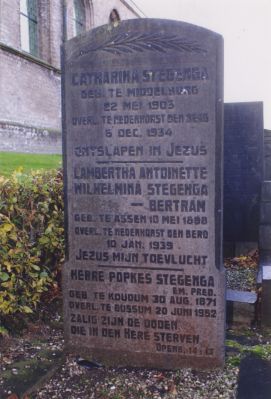 CATHARINA STEGENGA
GEB. TE MIDDELBURG
22 MEI 1903
OVERL. TE NEDERHORST DEN BERG
6 DEC. 1934
ONTSLAPEN IN JEZUS
LAMBERTHA ANTOINETTE
WILHELMINA STEGENGA
— BERTRAN
GEB. TE ASSEN 10 MEI 1898
OVERL. TE NEDERHORST DEN BERG
10 JAN. 1939
JEZUS MIJN TOEVLUCHT
HERRE POPKES STEGENGA
EM. PRED.
GEB. TE KOUDUM 30 AUG. 1871
OVERL. TE BUSSUM 20 JUNI 1952
ZALIG ZIJN DE DODEN
DIE IN DEN HERE STERVEN
OPENB. 14:13